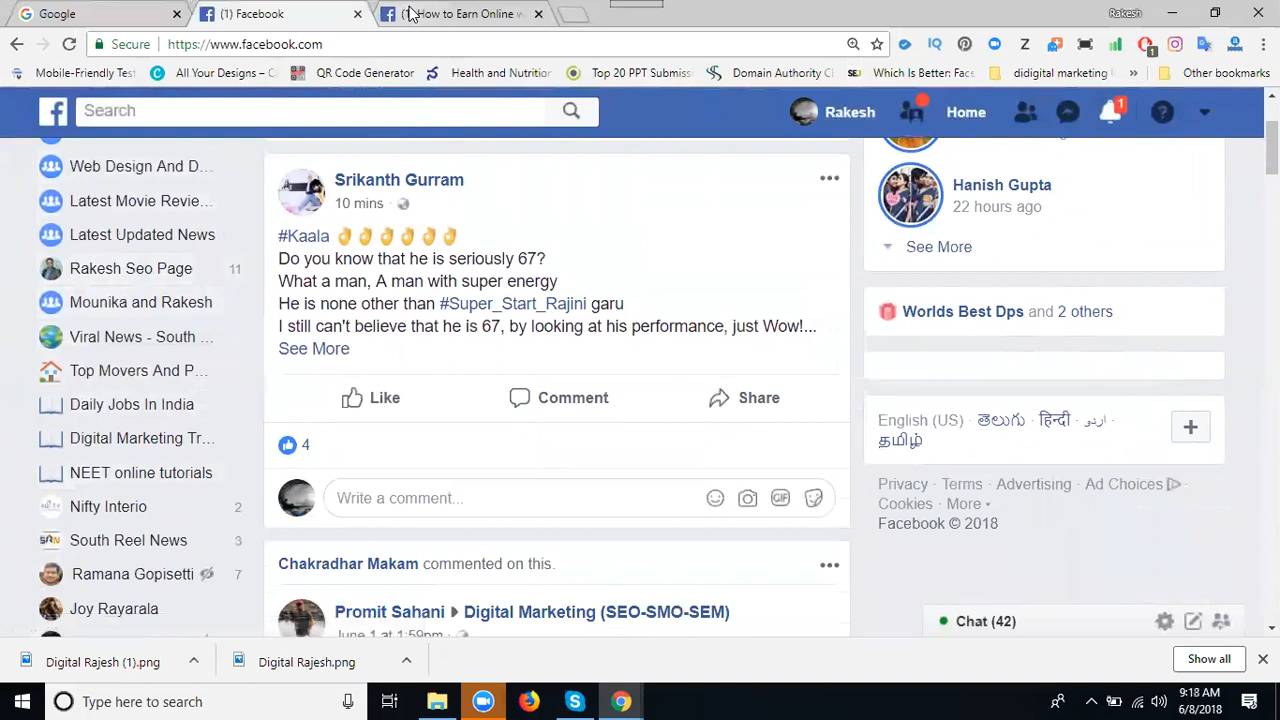 Google
(1) Facebook
How to Earn Online
Rakesh
Secure
https://www.facebook.com
Mobile-Friendly Test
All Your Designs – C
QR Code Generator
Health and Nutrition
Top 20 PPT Submiss
Domain Authority C
Which Is Better: Face
didigital marketing
»
Other bookmarks
Search
Rakesh
Home
1
Web Design And D...
Latest Movie Revie...
Latest Updated News
Rakesh Seo Page 11
Mounika and Rakesh
Viral News - South ...
Top Movers And P...
Daily Jobs In India
Digital Marketing Tr...
NEET online tutorials
Nifty Interio 2
South Reel News 3
Ramana Gopisetti 7
Joy Rayarala
Srikanth Gurram
10 mins ·
#Kaala 👌👌👌👌👌👌
Do you know that he is seriously 67?
What a man, A man with super energy
He is none other than #Super_Start_Rajini garu
I still can't believe that he is 67, by looking at his performance, just Wow!...
See More
Like
Comment
Share
4
Write a comment...
GIF
Chakradhar Makam commented on this.
Promit Sahani ▸ Digital Marketing (SEO-SMO-SEM)
June 1 at 1:59pm ·
Hanish Gupta
22 hours ago
See More
Worlds Best Dps and 2 others
English (US) · తెలుగు · हिन्दी · اردو ·
தமிழ்
Privacy · Terms · Advertising · Ad Choices ·
Cookies · More
Facebook © 2018
Chat (42)
Digital Rajesh (1).png
Digital Rajesh.png
Show all
Type here to search
9:18 AM
6/8/2018